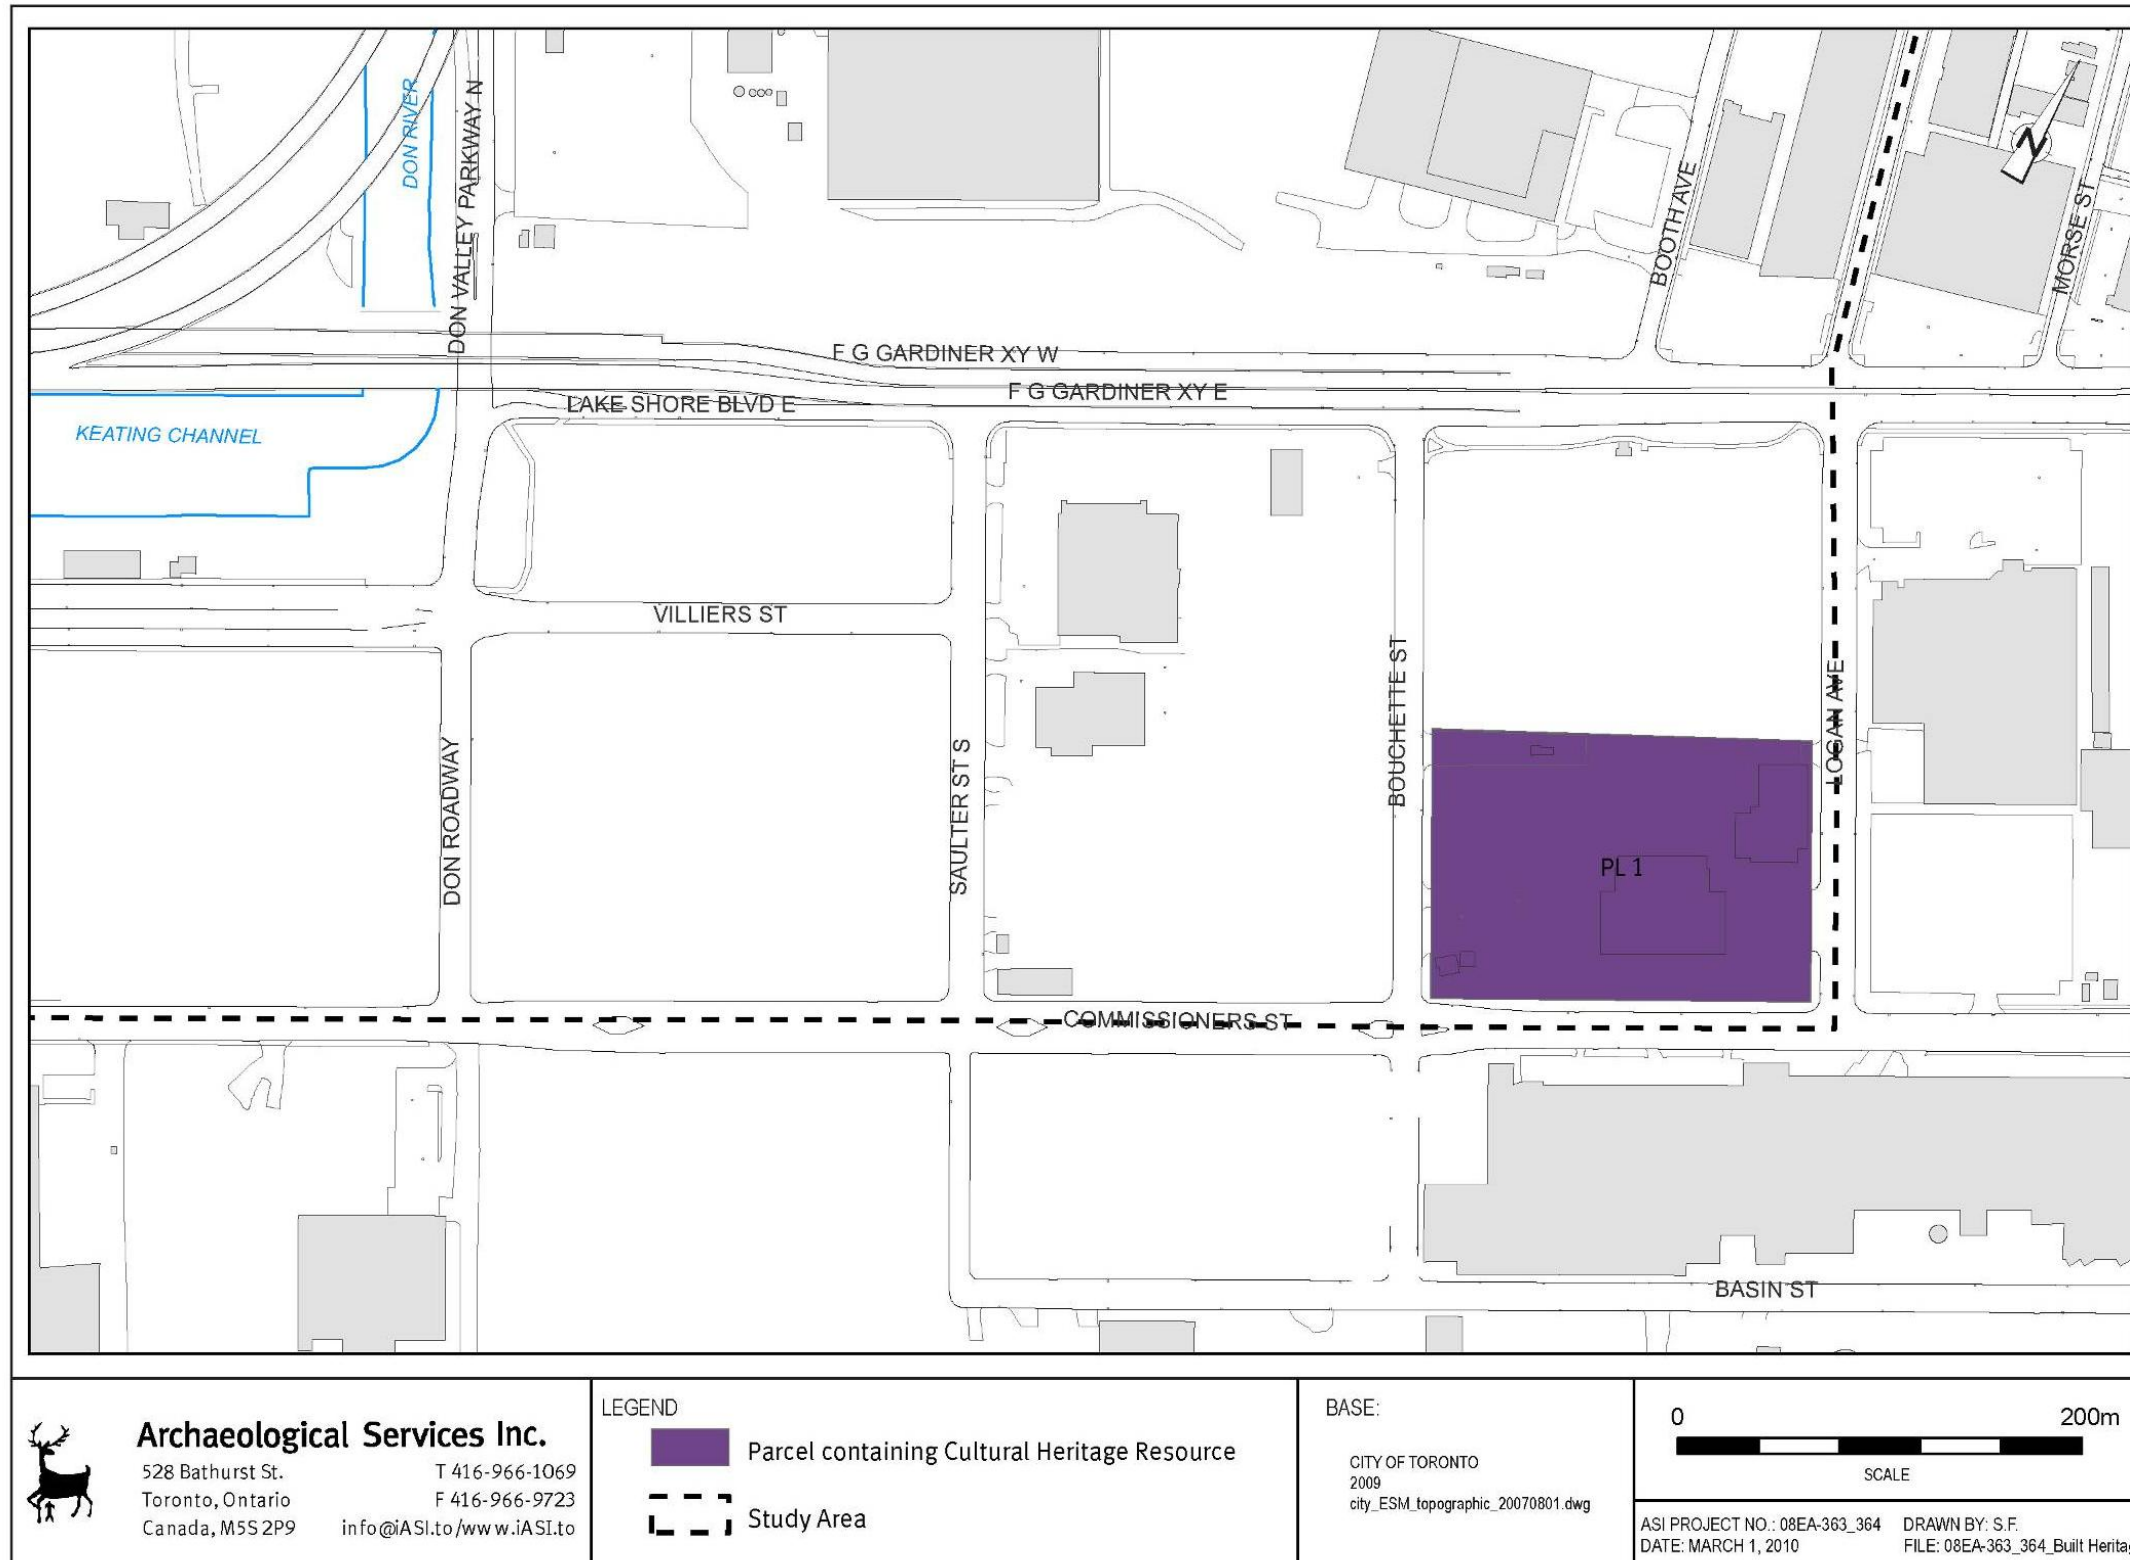 DON RIVER
DON VALLEY PARKWAY N
BOOTH AVE
N
MORSE ST
F G GARDINER XY W
F G GARDINER XY E
LAKE SHORE BLVD E
KEATING CHANNEL
VILLIERS ST
DON ROADWAY
SAULTER ST S
BOUCHETTE ST
LOGAN AVE
PL 1
COMMISSIONERS ST
BASIN ST
Archaeological Services Inc.
528 Bathurst St. T 416-966-1069
Toronto, Ontario F 416-966-9723
Canada, M5S 2P9 info@iASI.to/www.iASI.to
LEGEND
Parcel containing Cultural Heritage Resource
Study Area
BASE:
CITY OF TORONTO
2009
city_ESM_topographic_20070801.dwg
0 200m
SCALE
ASI PROJECT NO.: 08EA-363_364 DRAWN BY: S.F.
DATE: MARCH 1, 2010 FILE: 08EA-363_364_Built Herita